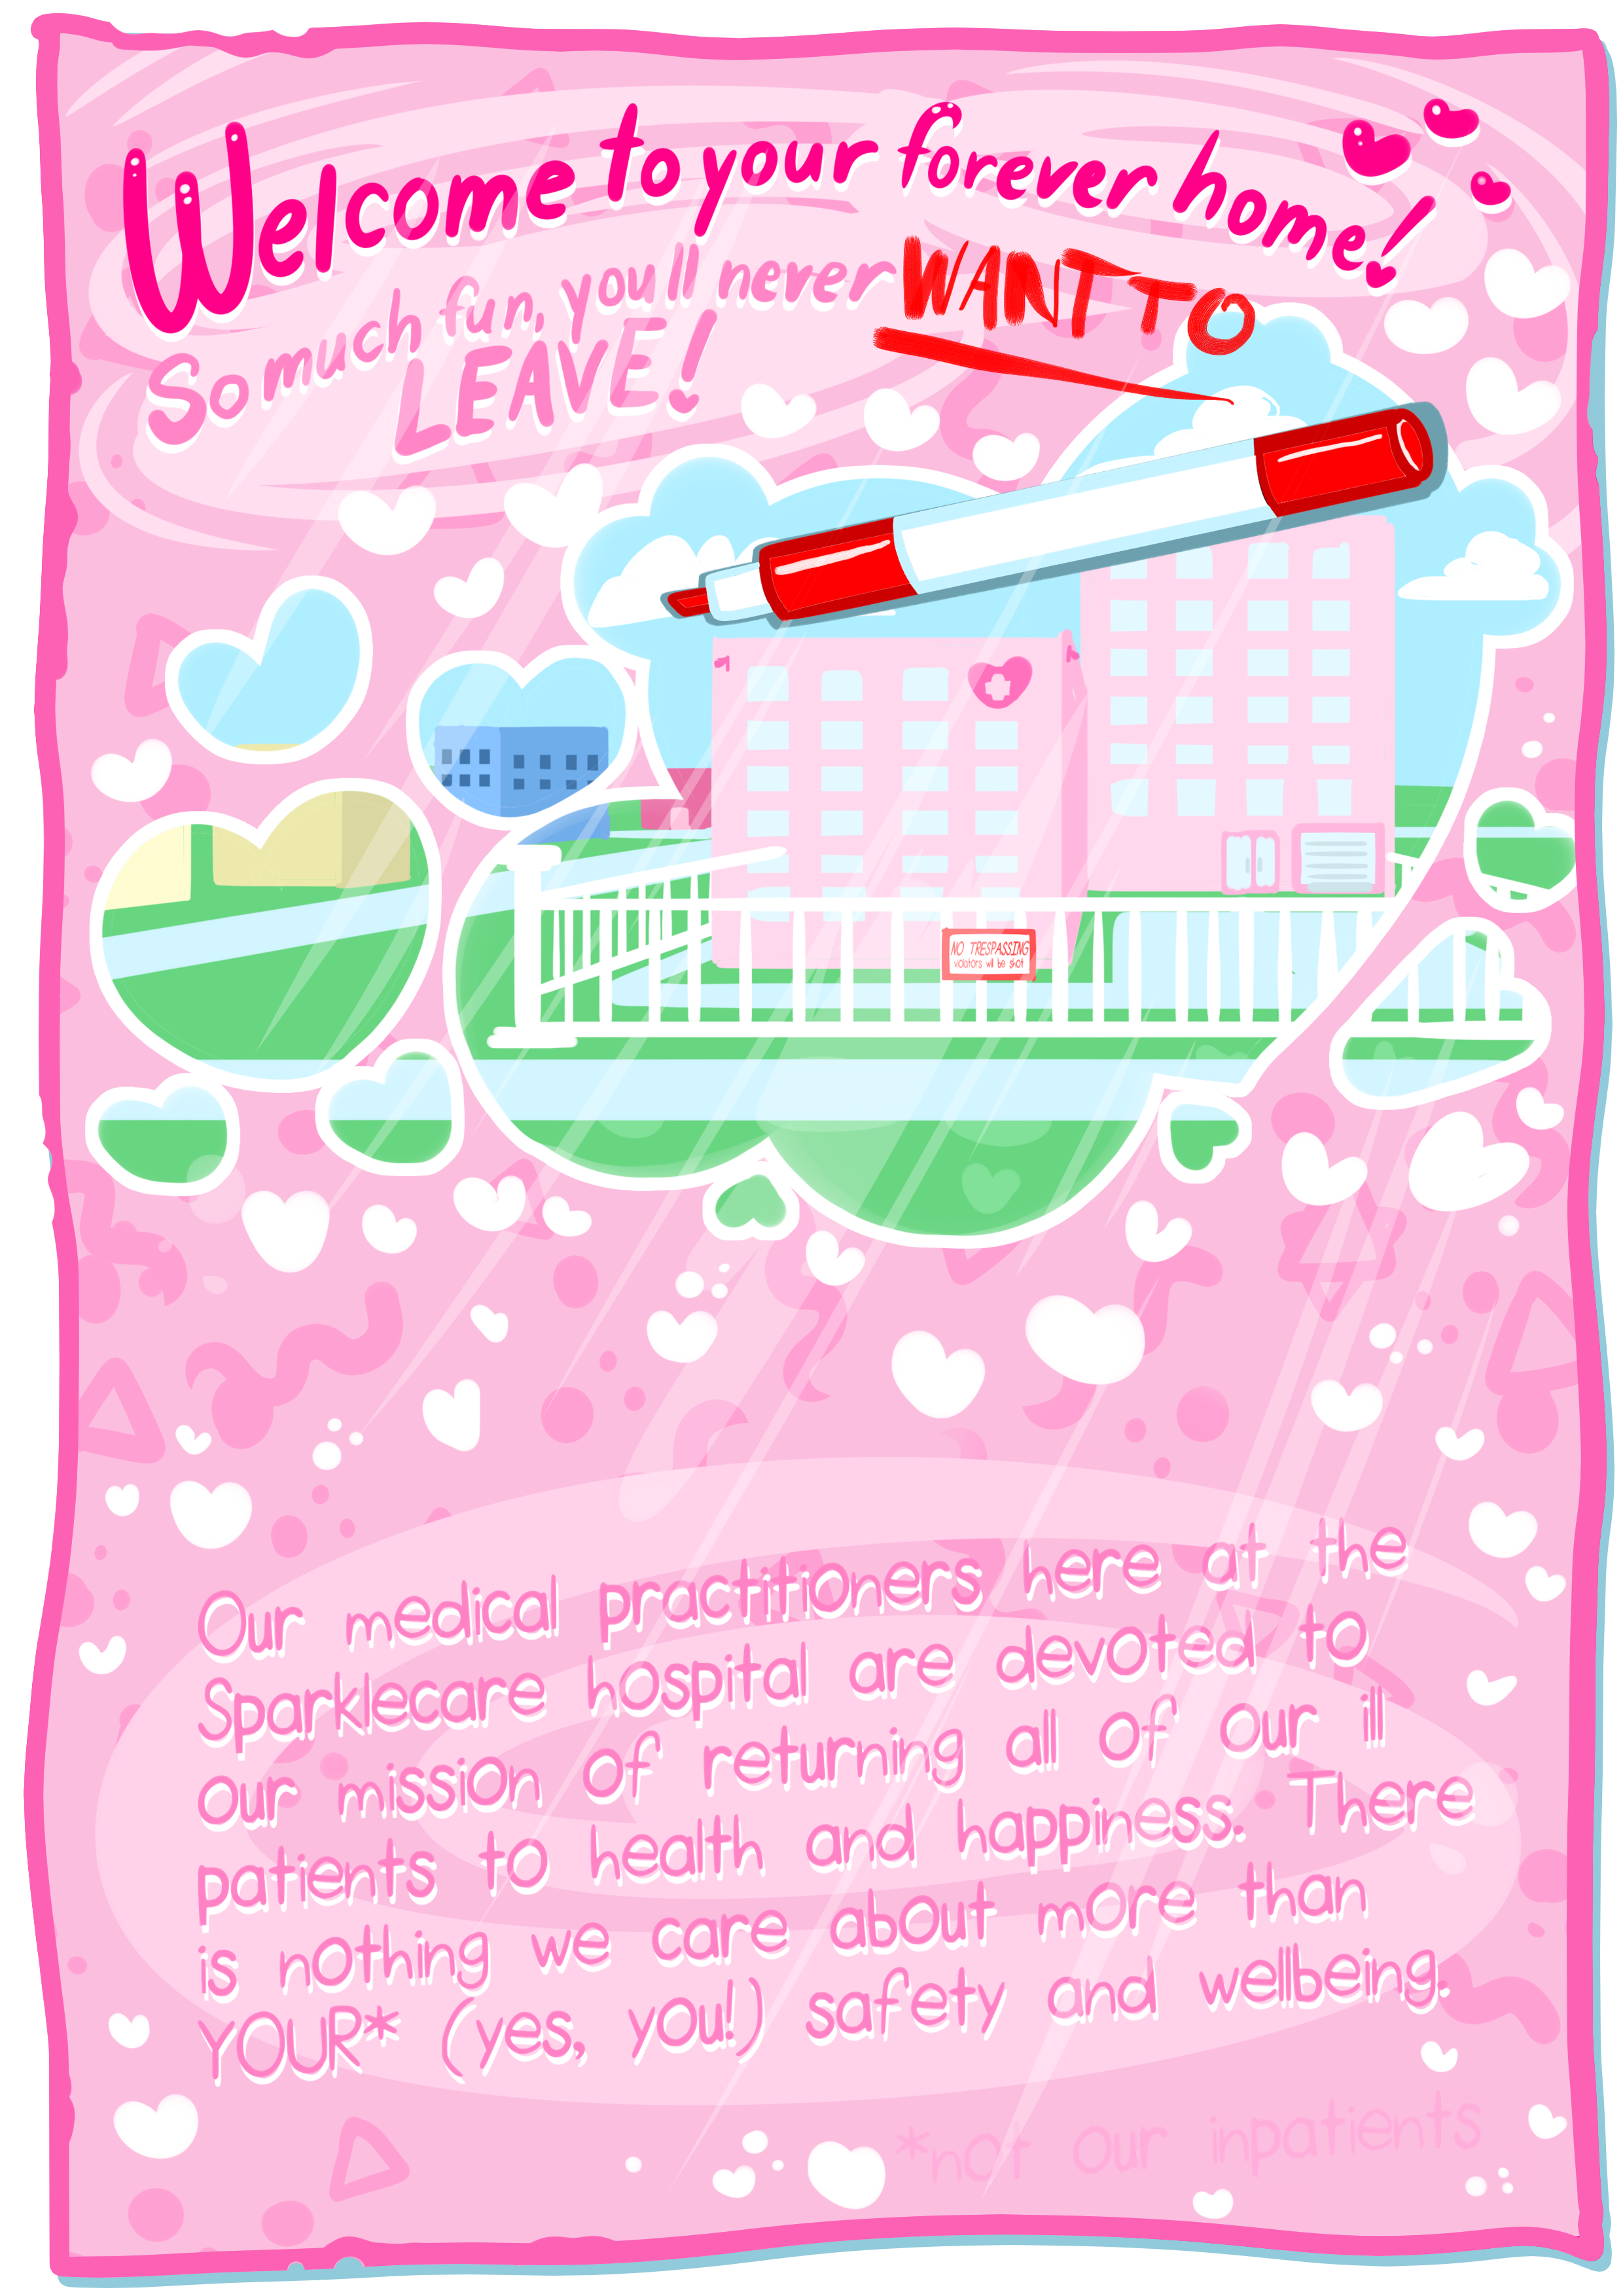 Welcome to your forever home!
So much fun, you'll never WANT TO
LEAVE!
NO TRESPASSING
violators will be shot
Our medical practitioners here at the
Sparklecare hospital are devoted to
our mission of returning all of our ill
patients to health and happiness. There
is nothing we care about more than
YOUR* (yes, you!) safety and wellbeing.
*not our inpatients